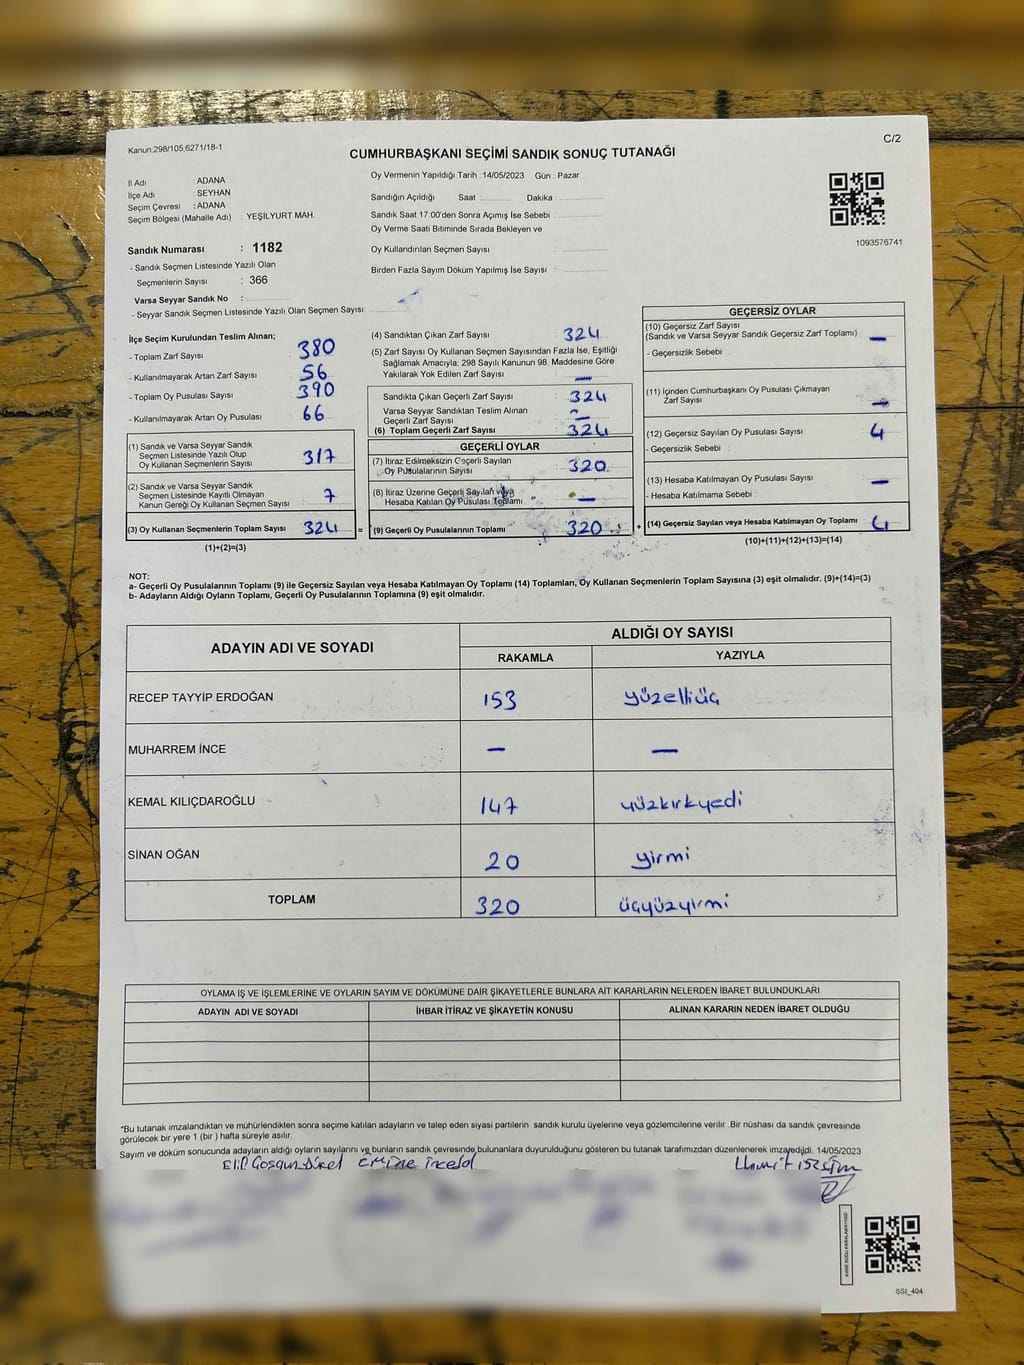 Kanun:298/105,6271/18-1
C/2
CUMHURBAŞKANI SEÇİMİ SANDIK SONUÇ TUTANAĞI
İl Adı : ADANA
İlçe Adı : SEYHAN
Seçim Çevresi : ADANA
Seçim Bölgesi (Mahalle Adı) : YEŞİLYURT MAH.
Sandık Numarası : 1182
- Sandık Seçmen Listesinde Yazılı Olan
Seçmenlerin Sayısı : 366
Varsa Seyyar Sandık No :
- Seyyar Sandık Seçmen Listesinde Yazılı Olan Seçmen Sayısı:
Oy Vermenin Yapıldığı Tarih : 14/05/2023 Gün : Pazar
Sandığın Açıldığı Saat : Dakika :
Sandık Saat 17:00'den Sonra Açımış İse Sebebi :
Oy Verme Saati Bitiminde Sırada Bekleyen ve
Oy Kullandırılan Seçmen Sayısı :
Birden Fazla Sayım Döküm Yapılmış İse Sayısı :
1093576741
İlçe Seçim Kurulundan Teslim Alınan;
- Toplam Zarf Sayısı 380
- Kullanılmayarak Artan Zarf Sayısı : 56
- Toplam Oy Pusulası Sayısı : 390
- Kullanılmayarak Artan Oy Pusulası : 66
(1) Sandık ve Varsa Seyyar Sandık
Seçmen Listesinde Yazılı Olup
Oy Kullanan Seçmenlerin Sayısı : 317
(2) Sandık ve Varsa Seyyar Sandık
Seçmen Listesinde Kayıtlı Olmayan
Kanun Gereği Oy Kullanan Seçmen Sayısı : 7
(3) Oy Kullanan Seçmenlerin Toplam Sayısı : 324
(1)+(2)=(3)
(4) Sandıktan Çıkan Zarf Sayısı : 324
(5) Zarf Sayısı Oy Kullanan Seçmen Sayısından Fazla İse, Eşitliği
Sağlamak Amacıyla; 298 Sayılı Kanunun 98. Maddesine Göre
Yakılarak Yok Edilen Zarf Sayısı : —
Sandıkta Çıkan Geçerli Zarf Sayısı : 324
Varsa Seyyar Sandıktan Teslim Alınan
Geçerli Zarf Sayısı : —
(6) Toplam Geçerli Zarf Sayısı : 324
GEÇERLİ OYLAR
(7) İtiraz Edilmeksizin Geçerli Sayılan
Oy Pusulalarının Sayısı : 320
(8) İtiraz Üzerine Geçerli Sayılan veya
Hesaba Katılan Oy Pusulası Toplamı : —
= (9) Geçerli Oy Pusulalarının Toplamı : 320 +
GEÇERSİZ OYLAR
(10) Geçersiz Zarf Sayısı
(Sandık ve Varsa Seyyar Sandık Geçersiz Zarf Toplamı) : —
- Geçersizlik Sebebi :
(11) İçinden Cumhurbaşkanı Oy Pusulası Çıkmayan
Zarf Sayısı : —
(12) Geçersiz Sayılan Oy Pusulası Sayısı : 4
- Geçersizlik Sebebi :
(13) Hesaba Katılmayan Oy Pusulası Sayısı : —
- Hesaba Katılmama Sebebi :
(14) Geçersiz Sayılan veya Hesaba Katılmayan Oy Toplamı : 4
(10)+(11)+(12)+(13)=(14)
NOT:
a- Geçerli Oy Pusulalarının Toplamı (9) ile Geçersiz Sayılan veya Hesaba Katılmayan Oy Toplamı (14) Toplamları, Oy Kullanan Seçmenlerin Toplam Sayısına (3) eşit olmalıdır. (9)+(14)=(3)
b- Adayların Aldığı Oyların Toplamı, Geçerli Oy Pusulalarının Toplamına (9) eşit olmalıdır.
ADAYIN ADI VE SOYADI
ALDIĞI OY SAYISI
RAKAMLA YAZIYLA
RECEP TAYYİP ERDOĞAN 153 yüzelliüç
MUHARREM İNCE — —
KEMAL KILIÇDAROĞLU 147 yüzkırkyedi
SİNAN OĞAN 20 yirmi
TOPLAM 320 üçyüzyirmi
OYLAMA İŞ VE İŞLEMLERİNE VE OYLARIN SAYIM VE DÖKÜMÜNE DAİR ŞİKAYETLERLE BUNLARA AİT KARARLARIN NELERDEN İBARET BULUNDUKLARI
ADAYIN ADI VE SOYADI İHBAR İTİRAZ VE ŞİKAYETİN KONUSU ALINAN KARARIN NEDEN İBARET OLDUĞU
*Bu tutanak imzalandıktan ve mühürlendikten sonra seçime katılan adayların ve talep eden siyasi partilerin sandık kurulu üyelerine veya gözlemcilerine verilir .Bir nüshası da sandık çevresinde
görülecek bir yere 1 (bir ) hafta süreyle asılır.
Sayım ve döküm sonucunda adayların aldığı oyların sayılarını ve bunların sandık çevresinde bulunanlara duyurulduğunu gösteren bu tutanak tarafımızdan düzenlenerek imzayedildi. 14/05/2023
Elif Emine
SSI_404